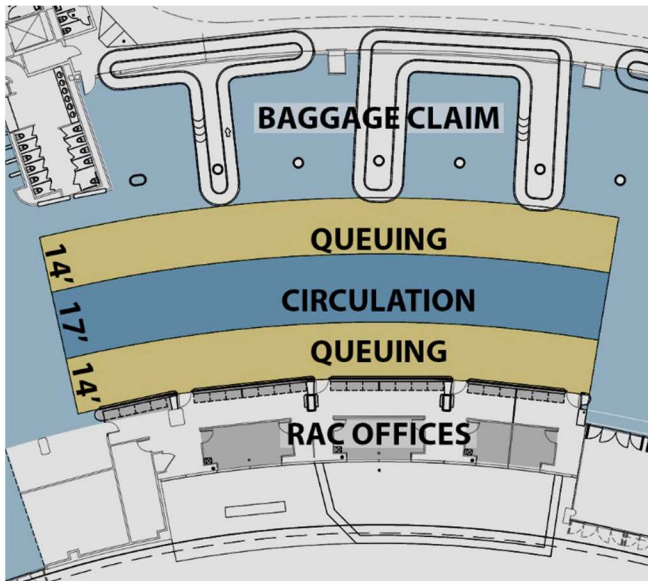 BAGGAGE CLAIM
QUEUING
14'
CIRCULATION
17'
QUEUING
14'
RAC OFFICES